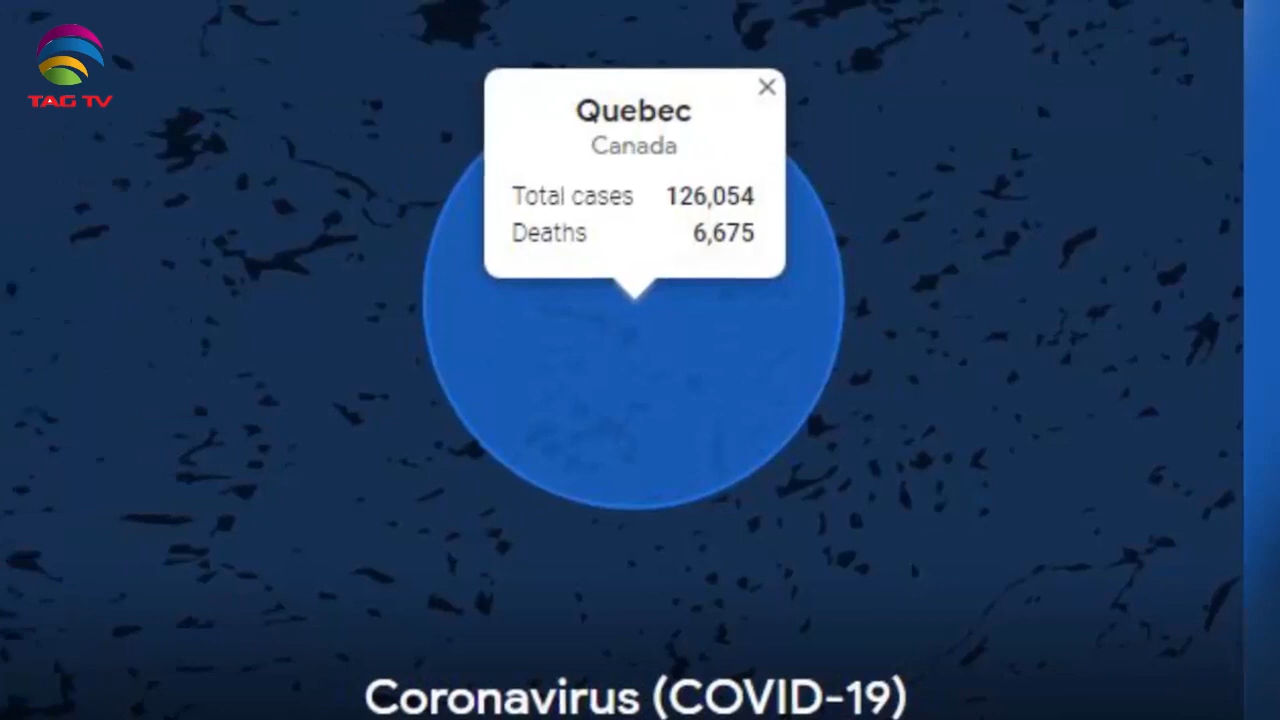 TAG TV
Quebec
Canada
Total cases 126,054
Deaths 6,675
Coronavirus (COVID-19)